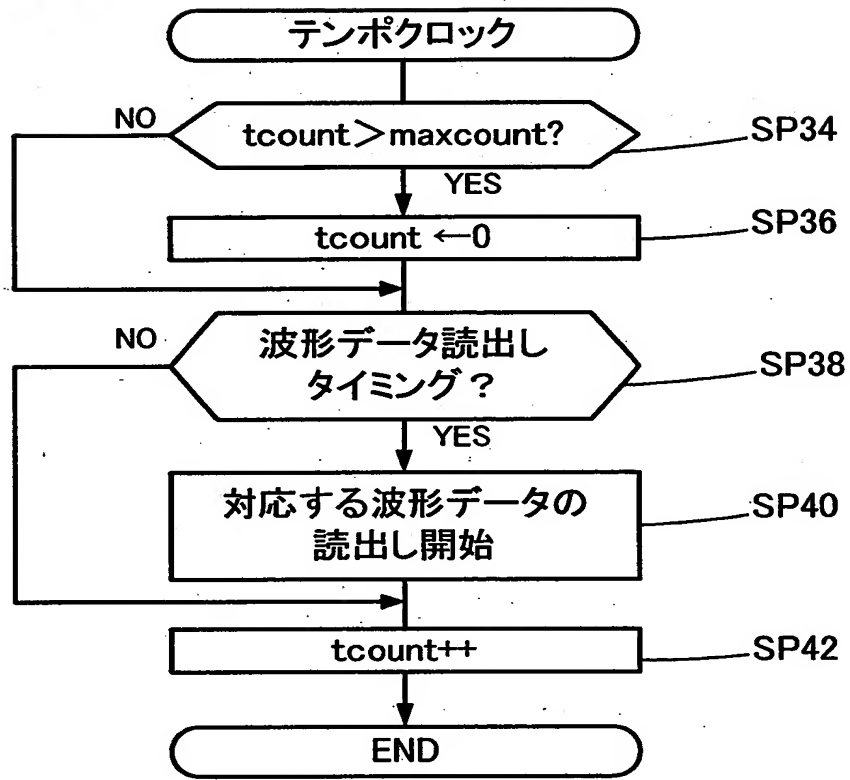 テンポクロック
NO
tcount＞maxcount?
SP34
YES
tcount ←0
SP36
NO
波形データ読出し
タイミング？
SP38
YES
対応する波形データの
読出し開始
SP40
tcount++
SP42
END